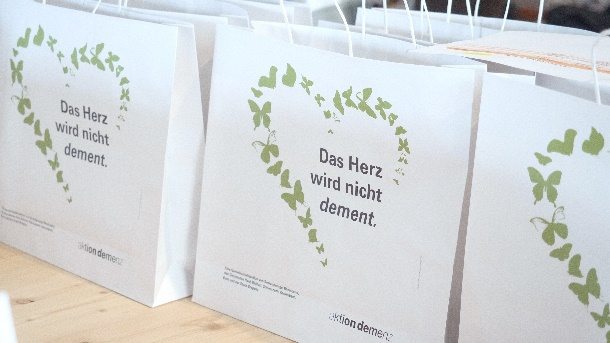 Das Herz
wird nicht
dement.
aktion demenz
Das Herz
wird nicht
dement.
aktion demenz